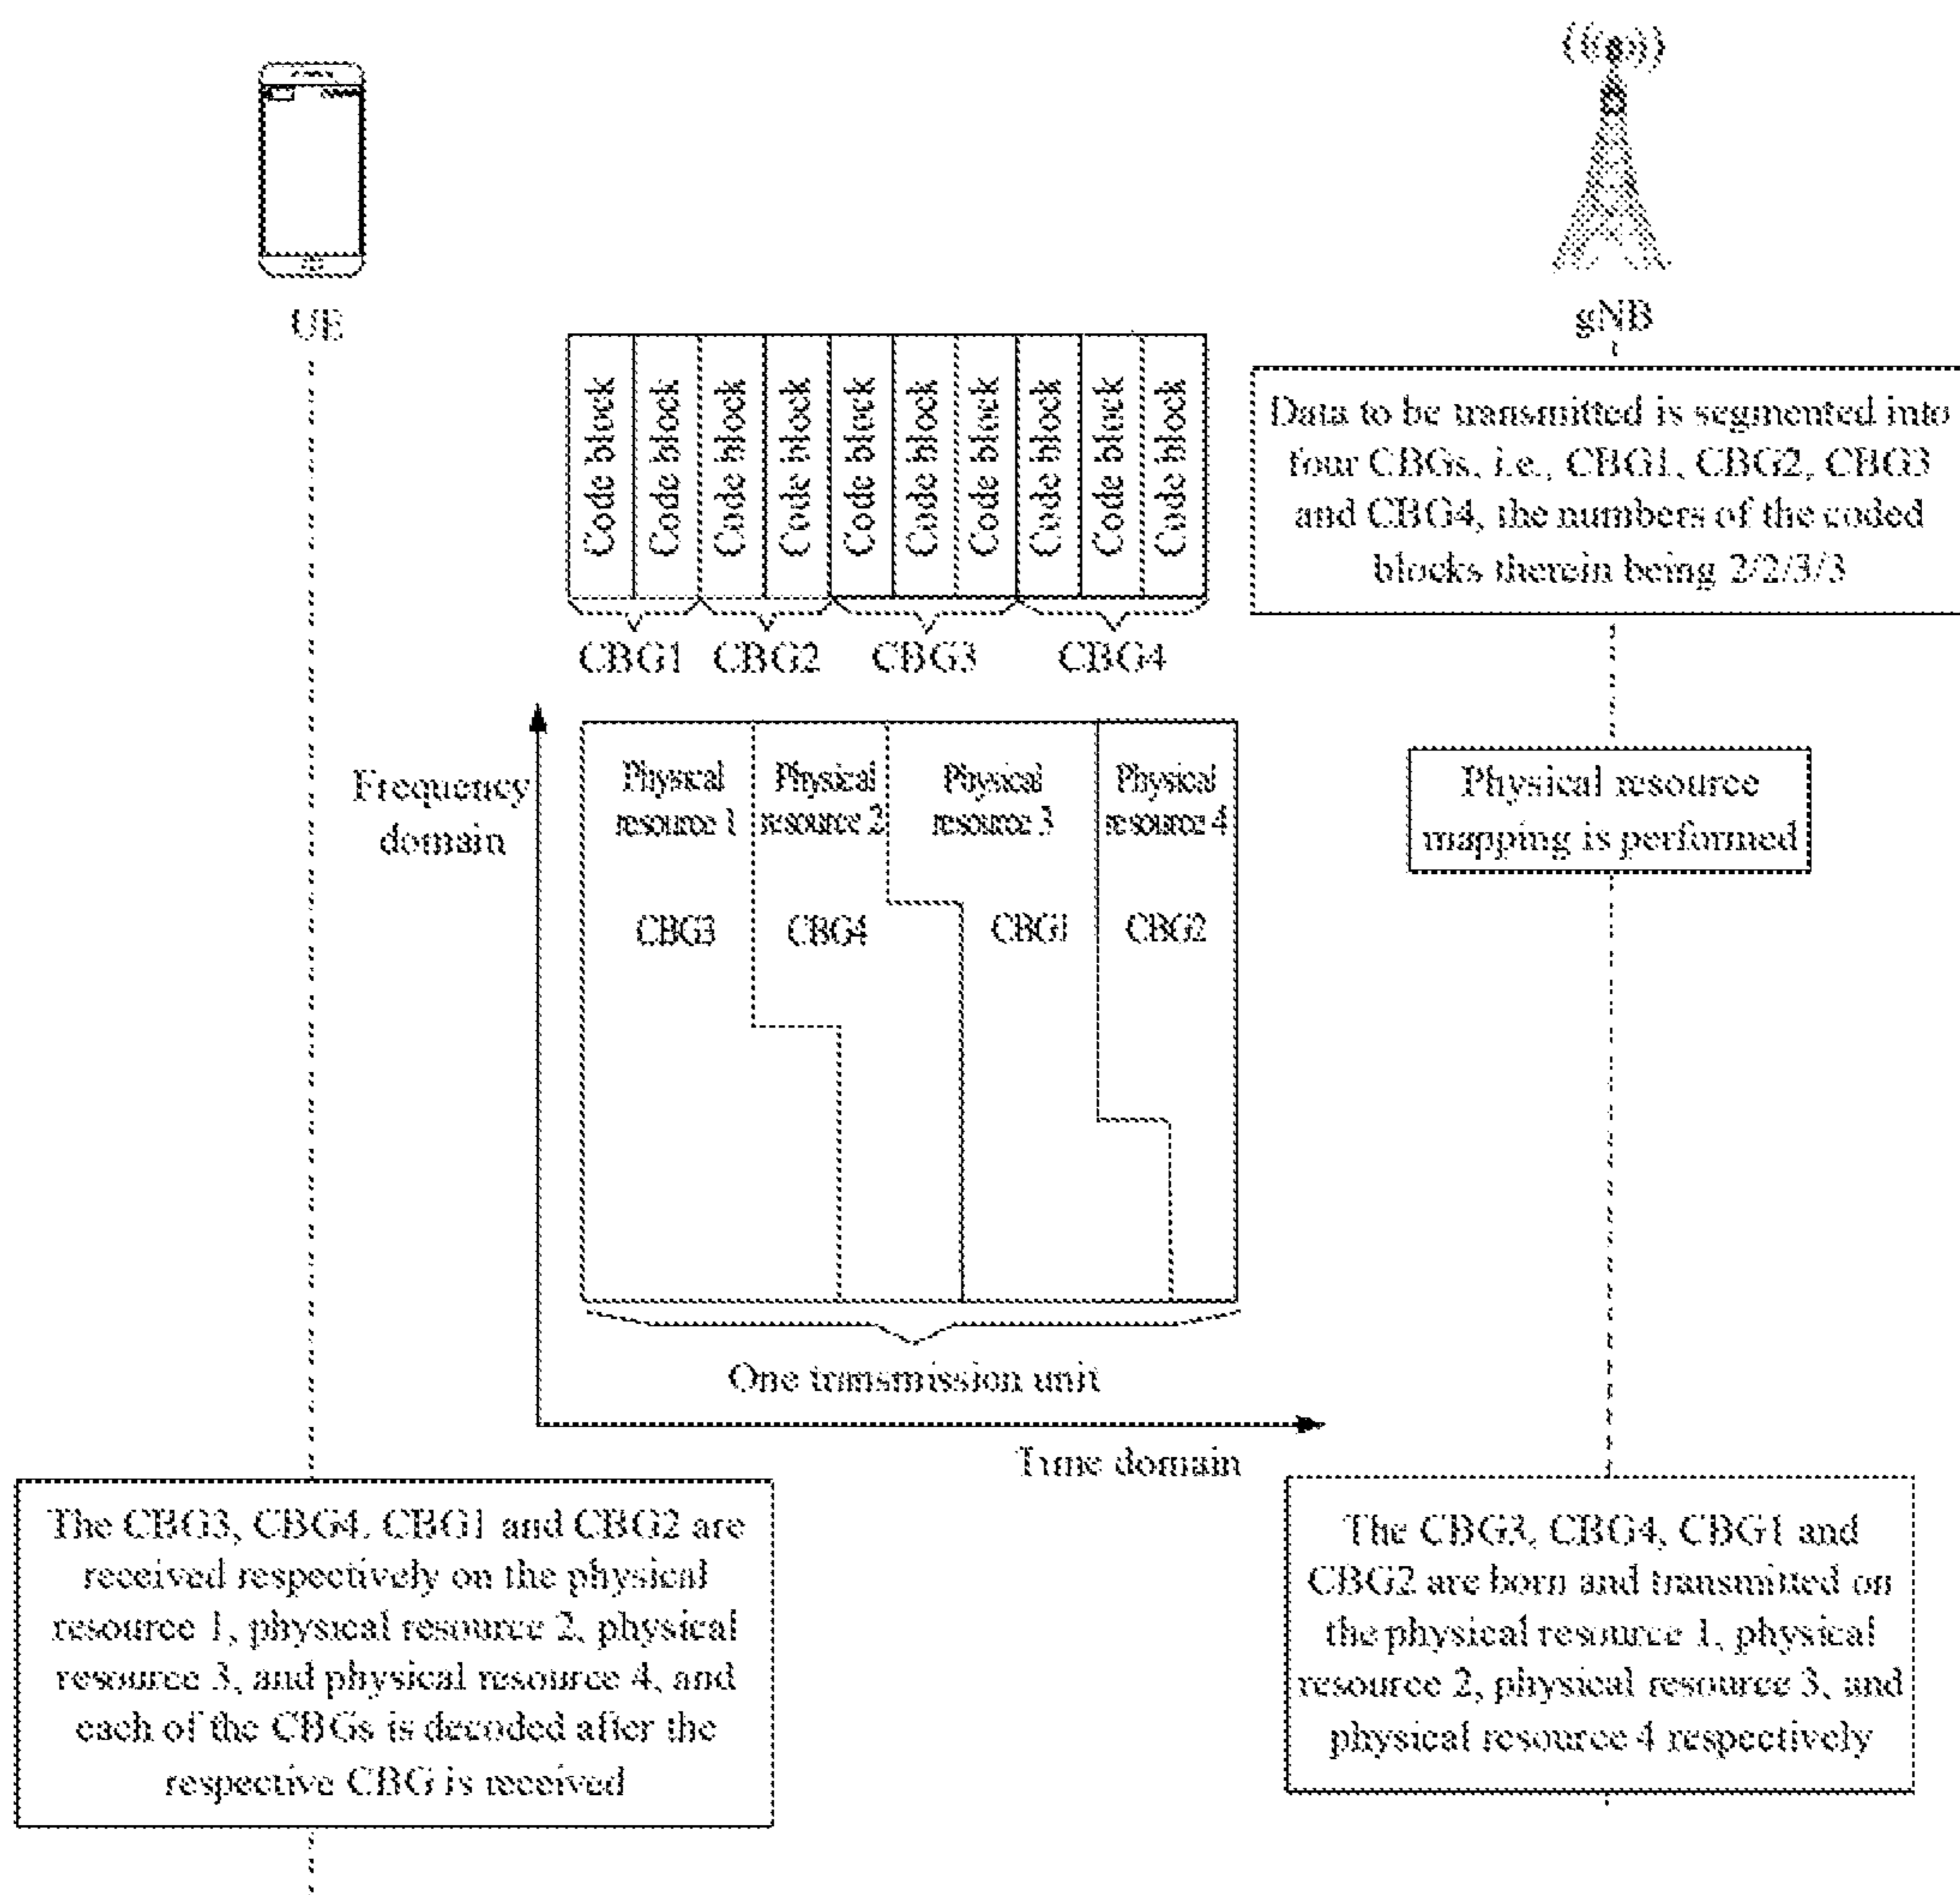 UE
gNB
Code block
Code block
Code block
Code block
Code block
Code block
Code block
Code block
Code block
Code block
CBG1
CBG2
CBG3
CBG4
Data to be transmitted is segmented into
four CBGs, i.e., CBG1, CBG2, CBG3
and CBG4, the numbers of the coded
blocks therein being 2/2/3/3
Frequency
domain
Physical
resource 1
Physical
resource 2
Physical
resource 3
Physical
resource 4
CBG3
CBG4
CBG1
CBG2
Physical resource
mapping is performed
One transmission unit
Time domain
The CBG3, CBG4, CBG1 and CBG2 are
received respectively on the physical
resource 1, physical resource 2, physical
resource 3, and physical resource 4, and
each of the CBGs is decoded after the
respective CBG is received
The CBG3, CBG4, CBG1 and
CBG2 are born and transmitted on
the physical resource 1, physical
resource 2, physical resource 3, and
physical resource 4 respectively